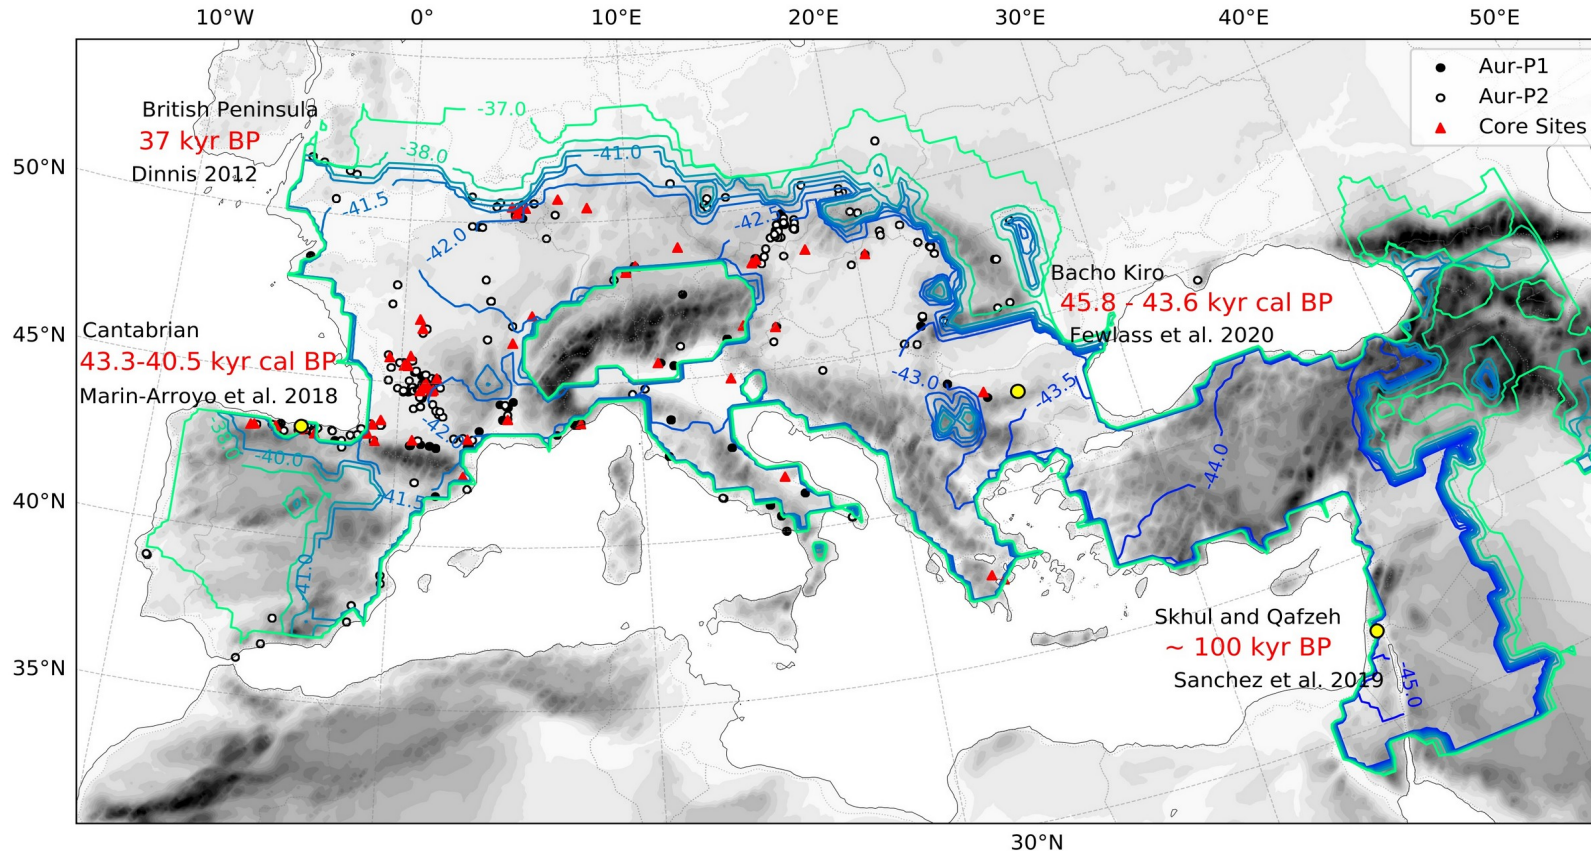 10°W 0° 10°E 20°E 30°E 40°E 50°E
Aur-P1
Aur-P2
Core Sites
British Peninsula
37 kyr BP
Dinnis 2012
-37.0
-38.0
-41.0
-41.5
-42.0
-42.5
50°N
45°N
40°N
35°N
Bacho Kiro
45.8 - 43.6 kyr cal BP
Fewlass et al. 2020
Cantabrian
43.3-40.5 kyr cal BP
Marin-Arroyo et al. 2018
-43.0
-43.5
-42.0
-40.0
-41.5
-44.0
-41.0
Skhul and Qafzeh
~ 100 kyr BP
Sanchez et al. 2019
-45.0
30°N